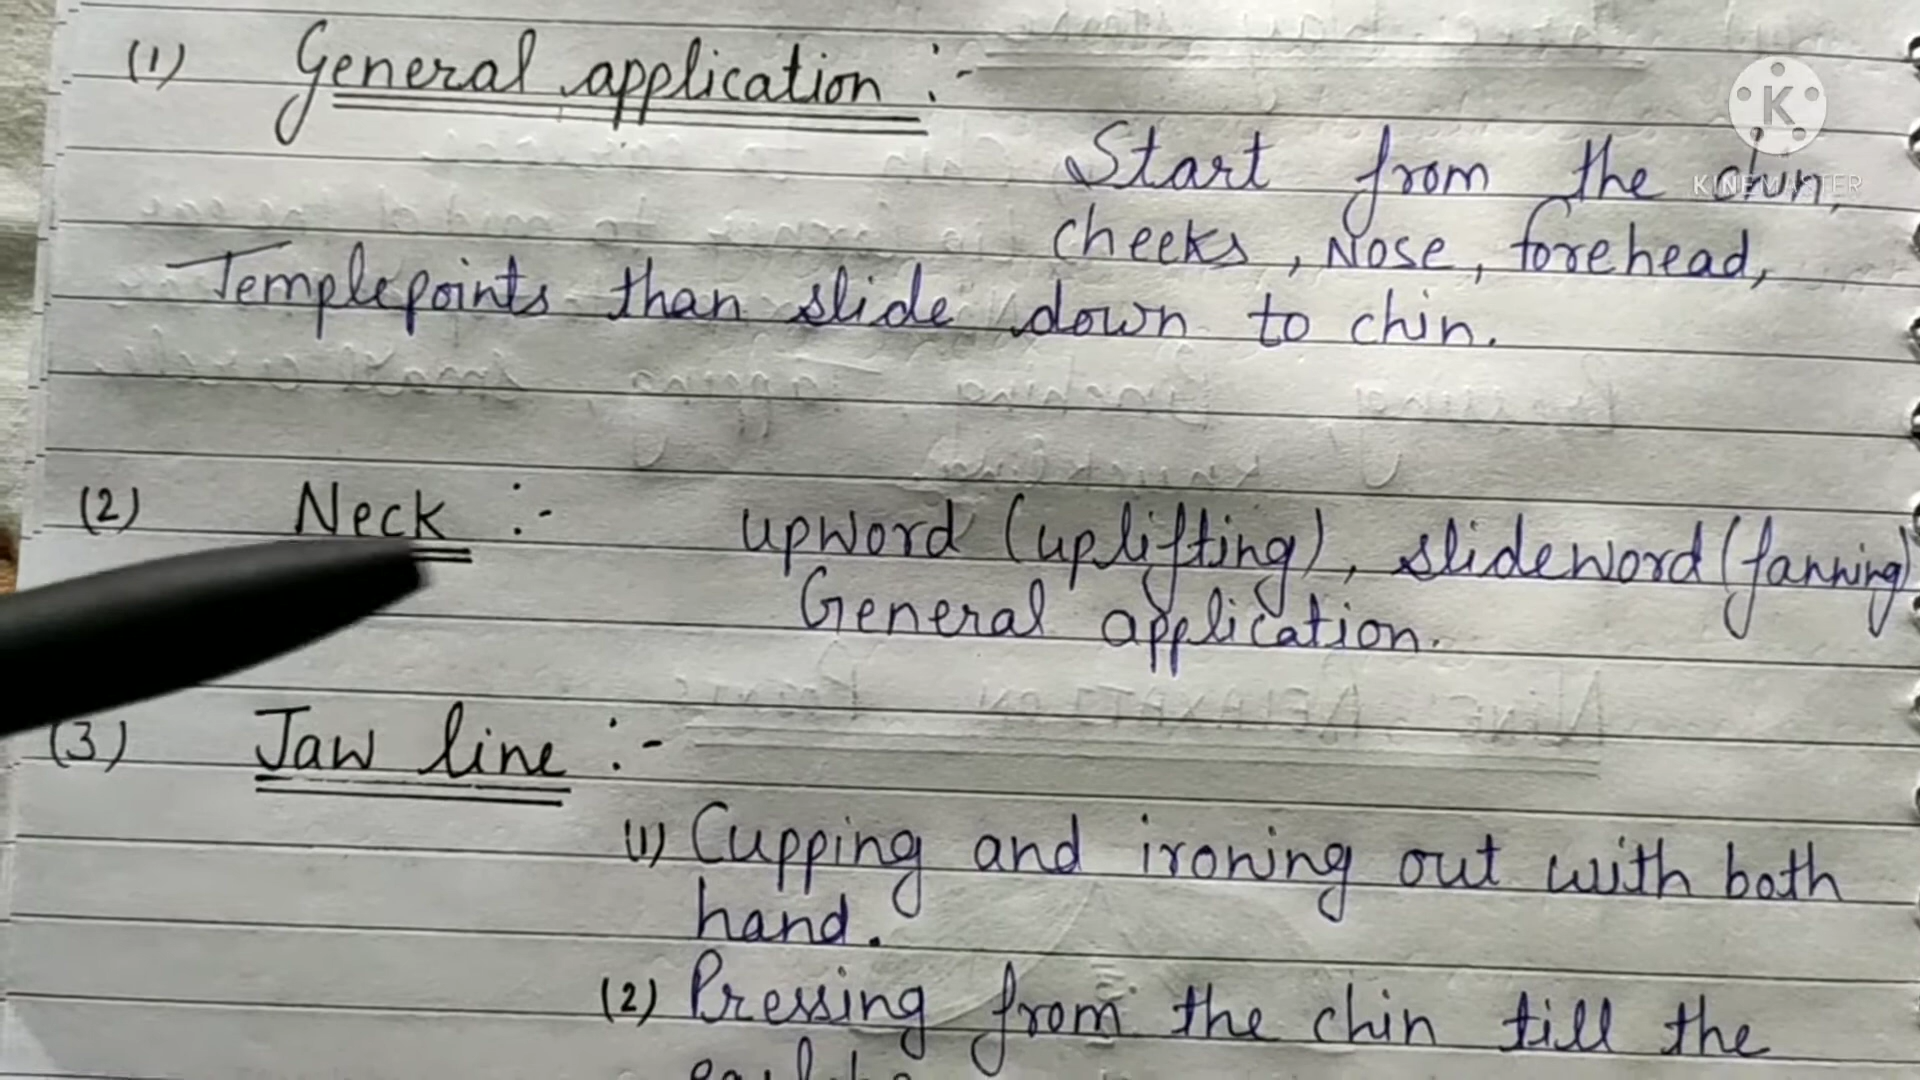 (1) General application :-
Start from the chin,
cheeks, Nose, forehead,
Templepoints than slide down to chin.
(2) Neck :- upword (uplifting), slideword (fanning)
General application.
(3) Jaw line :-
(1) Cupping and ironing out with both
hand.
(2) Pressing from the chin till the
K
KINEMASTER